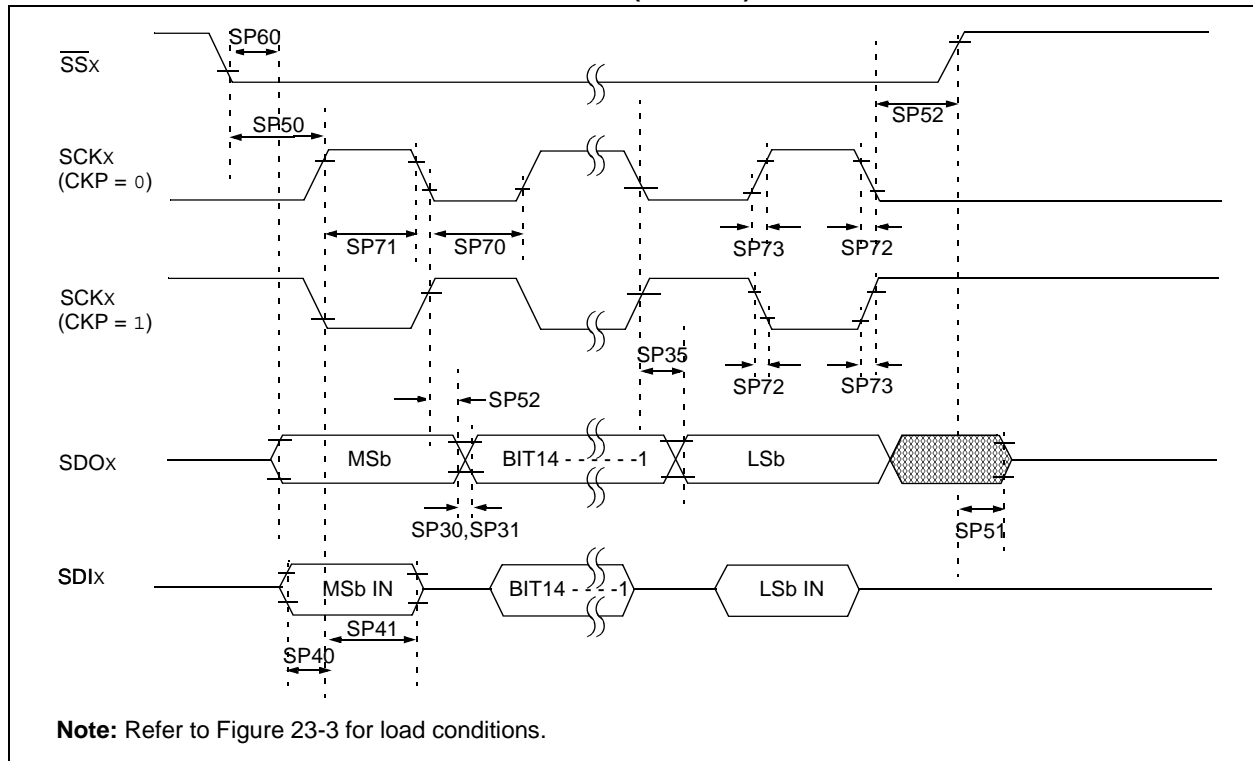 SP60
SSX
SP52
SP50
SCKX
(CKP = 0)
SP71
SP70
SP73
SP72
SCKX
(CKP = 1)
SP35
SP72
SP73
SP52
SDOX
MSb
BIT14 - - - - - -1
LSb
SP30,SP31
SP51
SDIX
MSb IN
BIT14 - - - -1
LSb IN
SP41
SP40
Note: Refer to Figure 23-3 for load conditions.